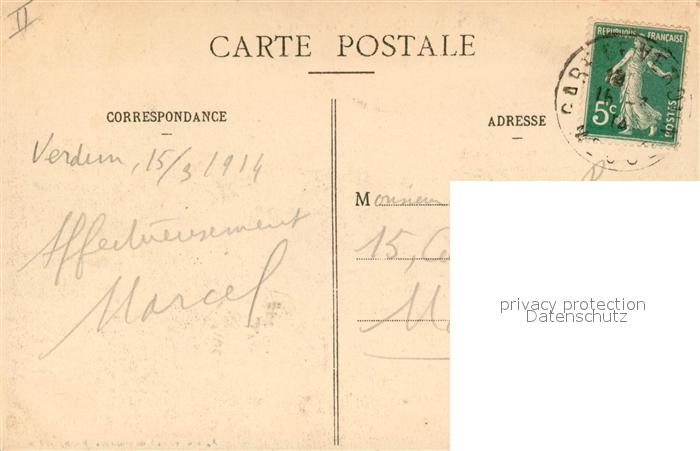 II
CARTE POSTALE
CORRESPONDANCE
ADRESSE
REPUBLIQUE FRANÇAISE
5c
POSTES
Verdun, 15/3 1914
Affectueusement
Marcel
Monsieur
15,
privacy protection
Datenschutz